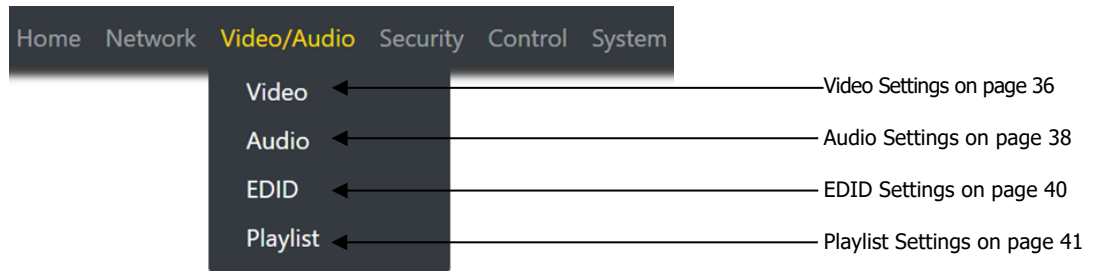 Home Network Video/Audio Security Control System
Video Video Settings on page 36
Audio Audio Settings on page 38
EDID EDID Settings on page 40
Playlist Playlist Settings on page 41